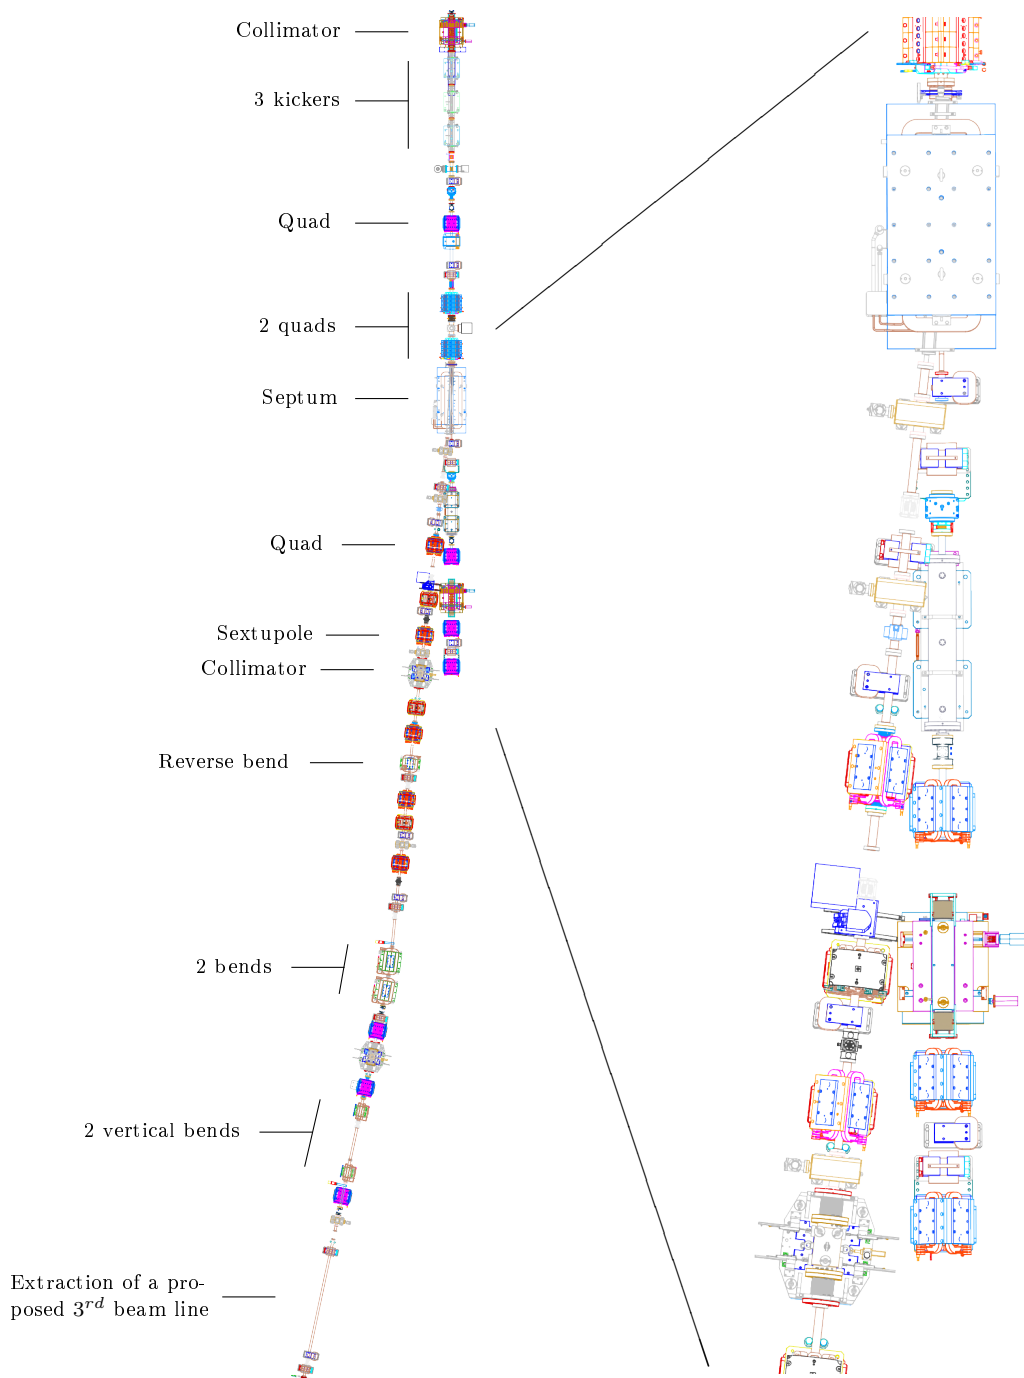 Collimator
3 kickers
Quad
2 quads
Septum
Quad
Sextupole
Collimator
Reverse bend
2 bends
2 vertical bends
Extraction of a pro-
posed 3rd beam line